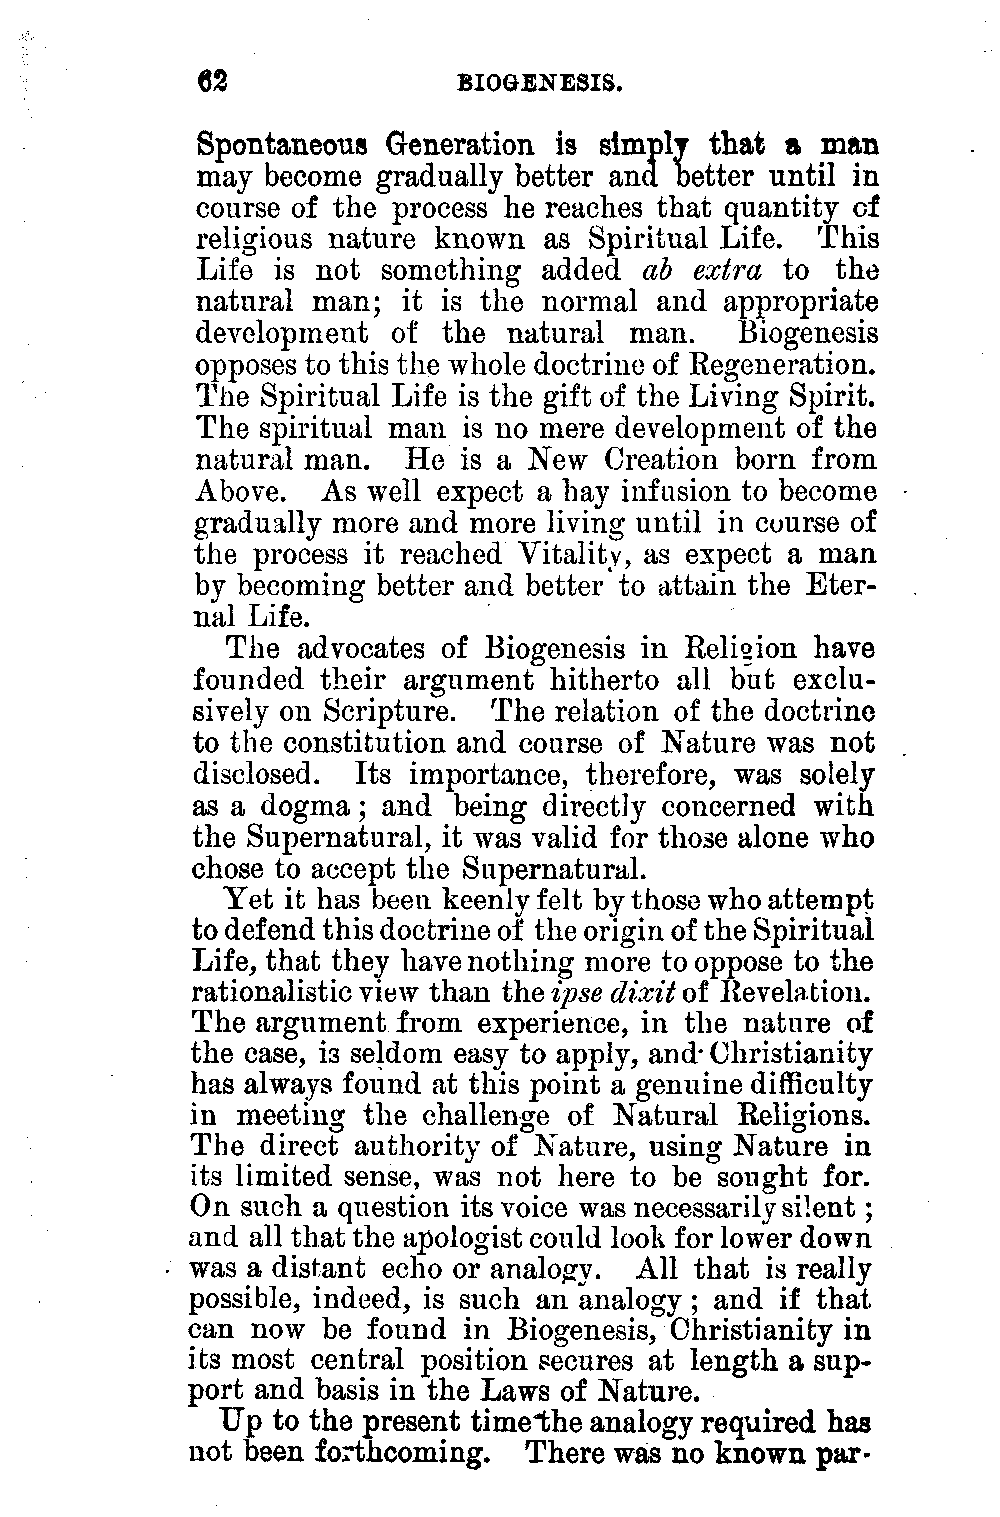 62 BIOGENESIS.
Spontaneous Generation is simply that a man
may become gradually better and better until in
course of the process he reaches that quantity of
religious nature known as Spiritual Life. This
Life is not something added ab extra to the
natural man; it is the normal and appropriate
development of the natural man. Biogenesis
opposes to this the whole doctrine of Regeneration.
The Spiritual Life is the gift of the Living Spirit.
The spiritual man is no mere development of the
natural man. He is a New Creation born from
Above. As well expect a hay infusion to become
gradually more and more living until in course of
the process it reached Vitality, as expect a man
by becoming better and better to attain the Eter-
nal Life.
The advocates of Biogenesis in Religion have
founded their argument hitherto all but exclu-
sively on Scripture. The relation of the doctrine
to the constitution and course of Nature was not
disclosed. Its importance, therefore, was solely
as a dogma; and being directly concerned with
the Supernatural, it was valid for those alone who
chose to accept the Supernatural.
Yet it has been keenly felt by those who attempt
to defend this doctrine of the origin of the Spiritual
Life, that they have nothing more to oppose to the
rationalistic view than the ipse dixit of Revelation.
The argument from experience, in the nature of
the case, is seldom easy to apply, and Christianity
has always found at this point a genuine difficulty
in meeting the challenge of Natural Religions.
The direct authority of Nature, using Nature in
its limited sense, was not here to be sought for.
On such a question its voice was necessarily silent;
and all that the apologist could look for lower down
was a distant echo or analogy. All that is really
possible, indeed, is such an analogy; and if that
can now be found in Biogenesis, Christianity in
its most central position secures at length a sup-
port and basis in the Laws of Nature.
Up to the present time the analogy required has
not been forthcoming. There was no known par-